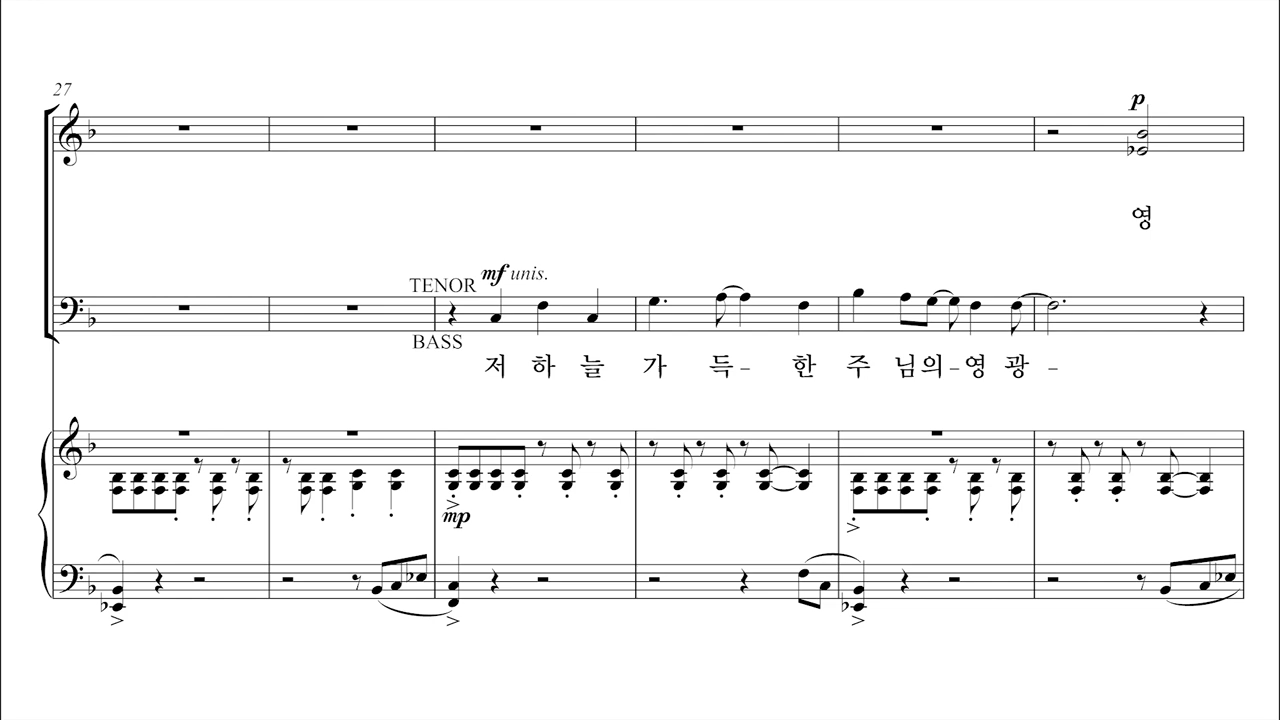 27
p
영
TENOR mf unis.
BASS
저 하 늘 가 득 - 한 주 님 의 - 영 광 -
mp